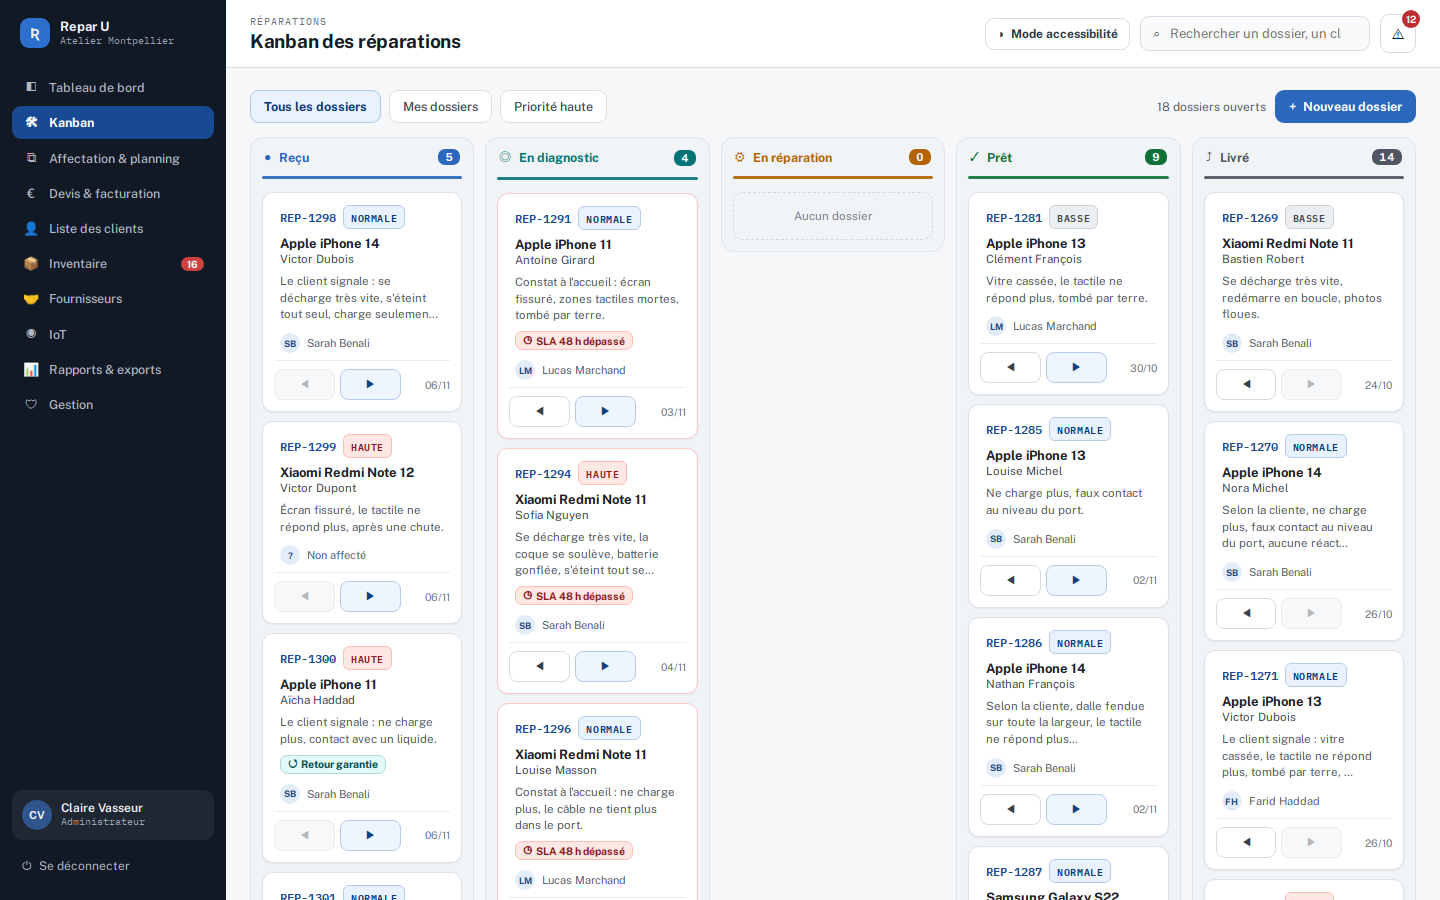 Repar U
Atelier Montpellier
Tableau de bord
Kanban
Affectation & planning
€ Devis & facturation
Liste des clients
Inventaire 16
Fournisseurs
IoT
Rapports & exports
Gestion
CV Claire Vasseur
Administrateur
Se déconnecter
RÉPARATIONS
Kanban des réparations
Mode accessibilité
Rechercher un dossier, un cl
12
Tous les dossiers
Mes dossiers
Priorité haute
18 dossiers ouverts
+ Nouveau dossier
Reçu 5
REP-1298 NORMALE
Apple iPhone 14
Victor Dubois
Le client signale : se
décharge très vite, s'éteint
tout seul, charge seulemen…
SB Sarah Benali
◀ ▶ 06/11
REP-1299 HAUTE
Xiaomi Redmi Note 12
Victor Dupont
Écran fissuré, le tactile ne
répond plus, après une chute.
? Non affecté
◀ ▶ 06/11
REP-1300 HAUTE
Apple iPhone 11
Aïcha Haddad
Le client signale : ne charge
plus, contact avec un liquide.
Retour garantie
SB Sarah Benali
◀ ▶ 06/11
REP-1301 NORMALE
En diagnostic 4
REP-1291 NORMALE
Apple iPhone 11
Antoine Girard
Constat à l'accueil : écran
fissuré, zones tactiles mortes,
tombé par terre.
SLA 48 h dépassé
LM Lucas Marchand
◀ ▶ 03/11
REP-1294 HAUTE
Xiaomi Redmi Note 11
Sofia Nguyen
Se décharge très vite, la
coque se soulève, batterie
gonflée, s'éteint tout se…
SLA 48 h dépassé
SB Sarah Benali
◀ ▶ 04/11
REP-1296 NORMALE
Xiaomi Redmi Note 11
Louise Masson
Constat à l'accueil : ne charge
plus, le câble ne tient plus
dans le port.
SLA 48 h dépassé
LM Lucas Marchand
En réparation 0
Aucun dossier
Prêt 9
REP-1281 BASSE
Apple iPhone 13
Clément François
Vitre cassée, le tactile ne
répond plus, tombé par terre.
LM Lucas Marchand
◀ ▶ 30/10
REP-1285 NORMALE
Apple iPhone 13
Louise Michel
Ne charge plus, faux contact
au niveau du port.
SB Sarah Benali
◀ ▶ 02/11
REP-1286 NORMALE
Apple iPhone 14
Nathan François
Selon la cliente, dalle fendue
sur toute la largeur, le tactile
ne répond plus…
SB Sarah Benali
◀ ▶ 02/11
REP-1287 NORMALE
Samsung Galaxy S22
Livré 14
REP-1269 BASSE
Xiaomi Redmi Note 11
Bastien Robert
Se décharge très vite,
redémarre en boucle, photos
floues.
SB Sarah Benali
◀ ▶ 24/10
REP-1270 NORMALE
Apple iPhone 14
Nora Michel
Selon la cliente, ne charge
plus, faux contact au niveau
du port, aucune réact…
SB Sarah Benali
◀ ▶ 26/10
REP-1271 NORMALE
Apple iPhone 13
Victor Dubois
Le client signale : vitre
cassée, le tactile ne répond
plus, tombé par terre, …
FH Farid Haddad
◀ ▶ 26/10